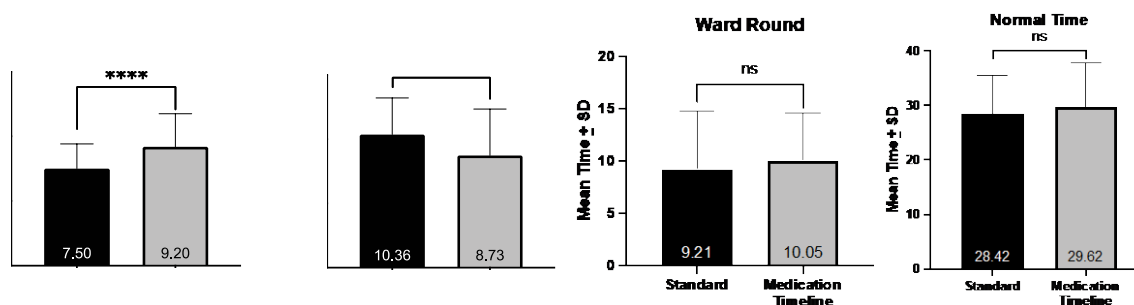 ****
7.50
9.20
10.36
8.73
Ward Round
ns
Mean Time ± SD
20
15
10
5
0
9.21
10.05
Standard
Medication
Timeline
Normal Time
ns
Mean Time ± SD
40
30
20
10
0
28.42
29.62
Standard
Medication
Timeline